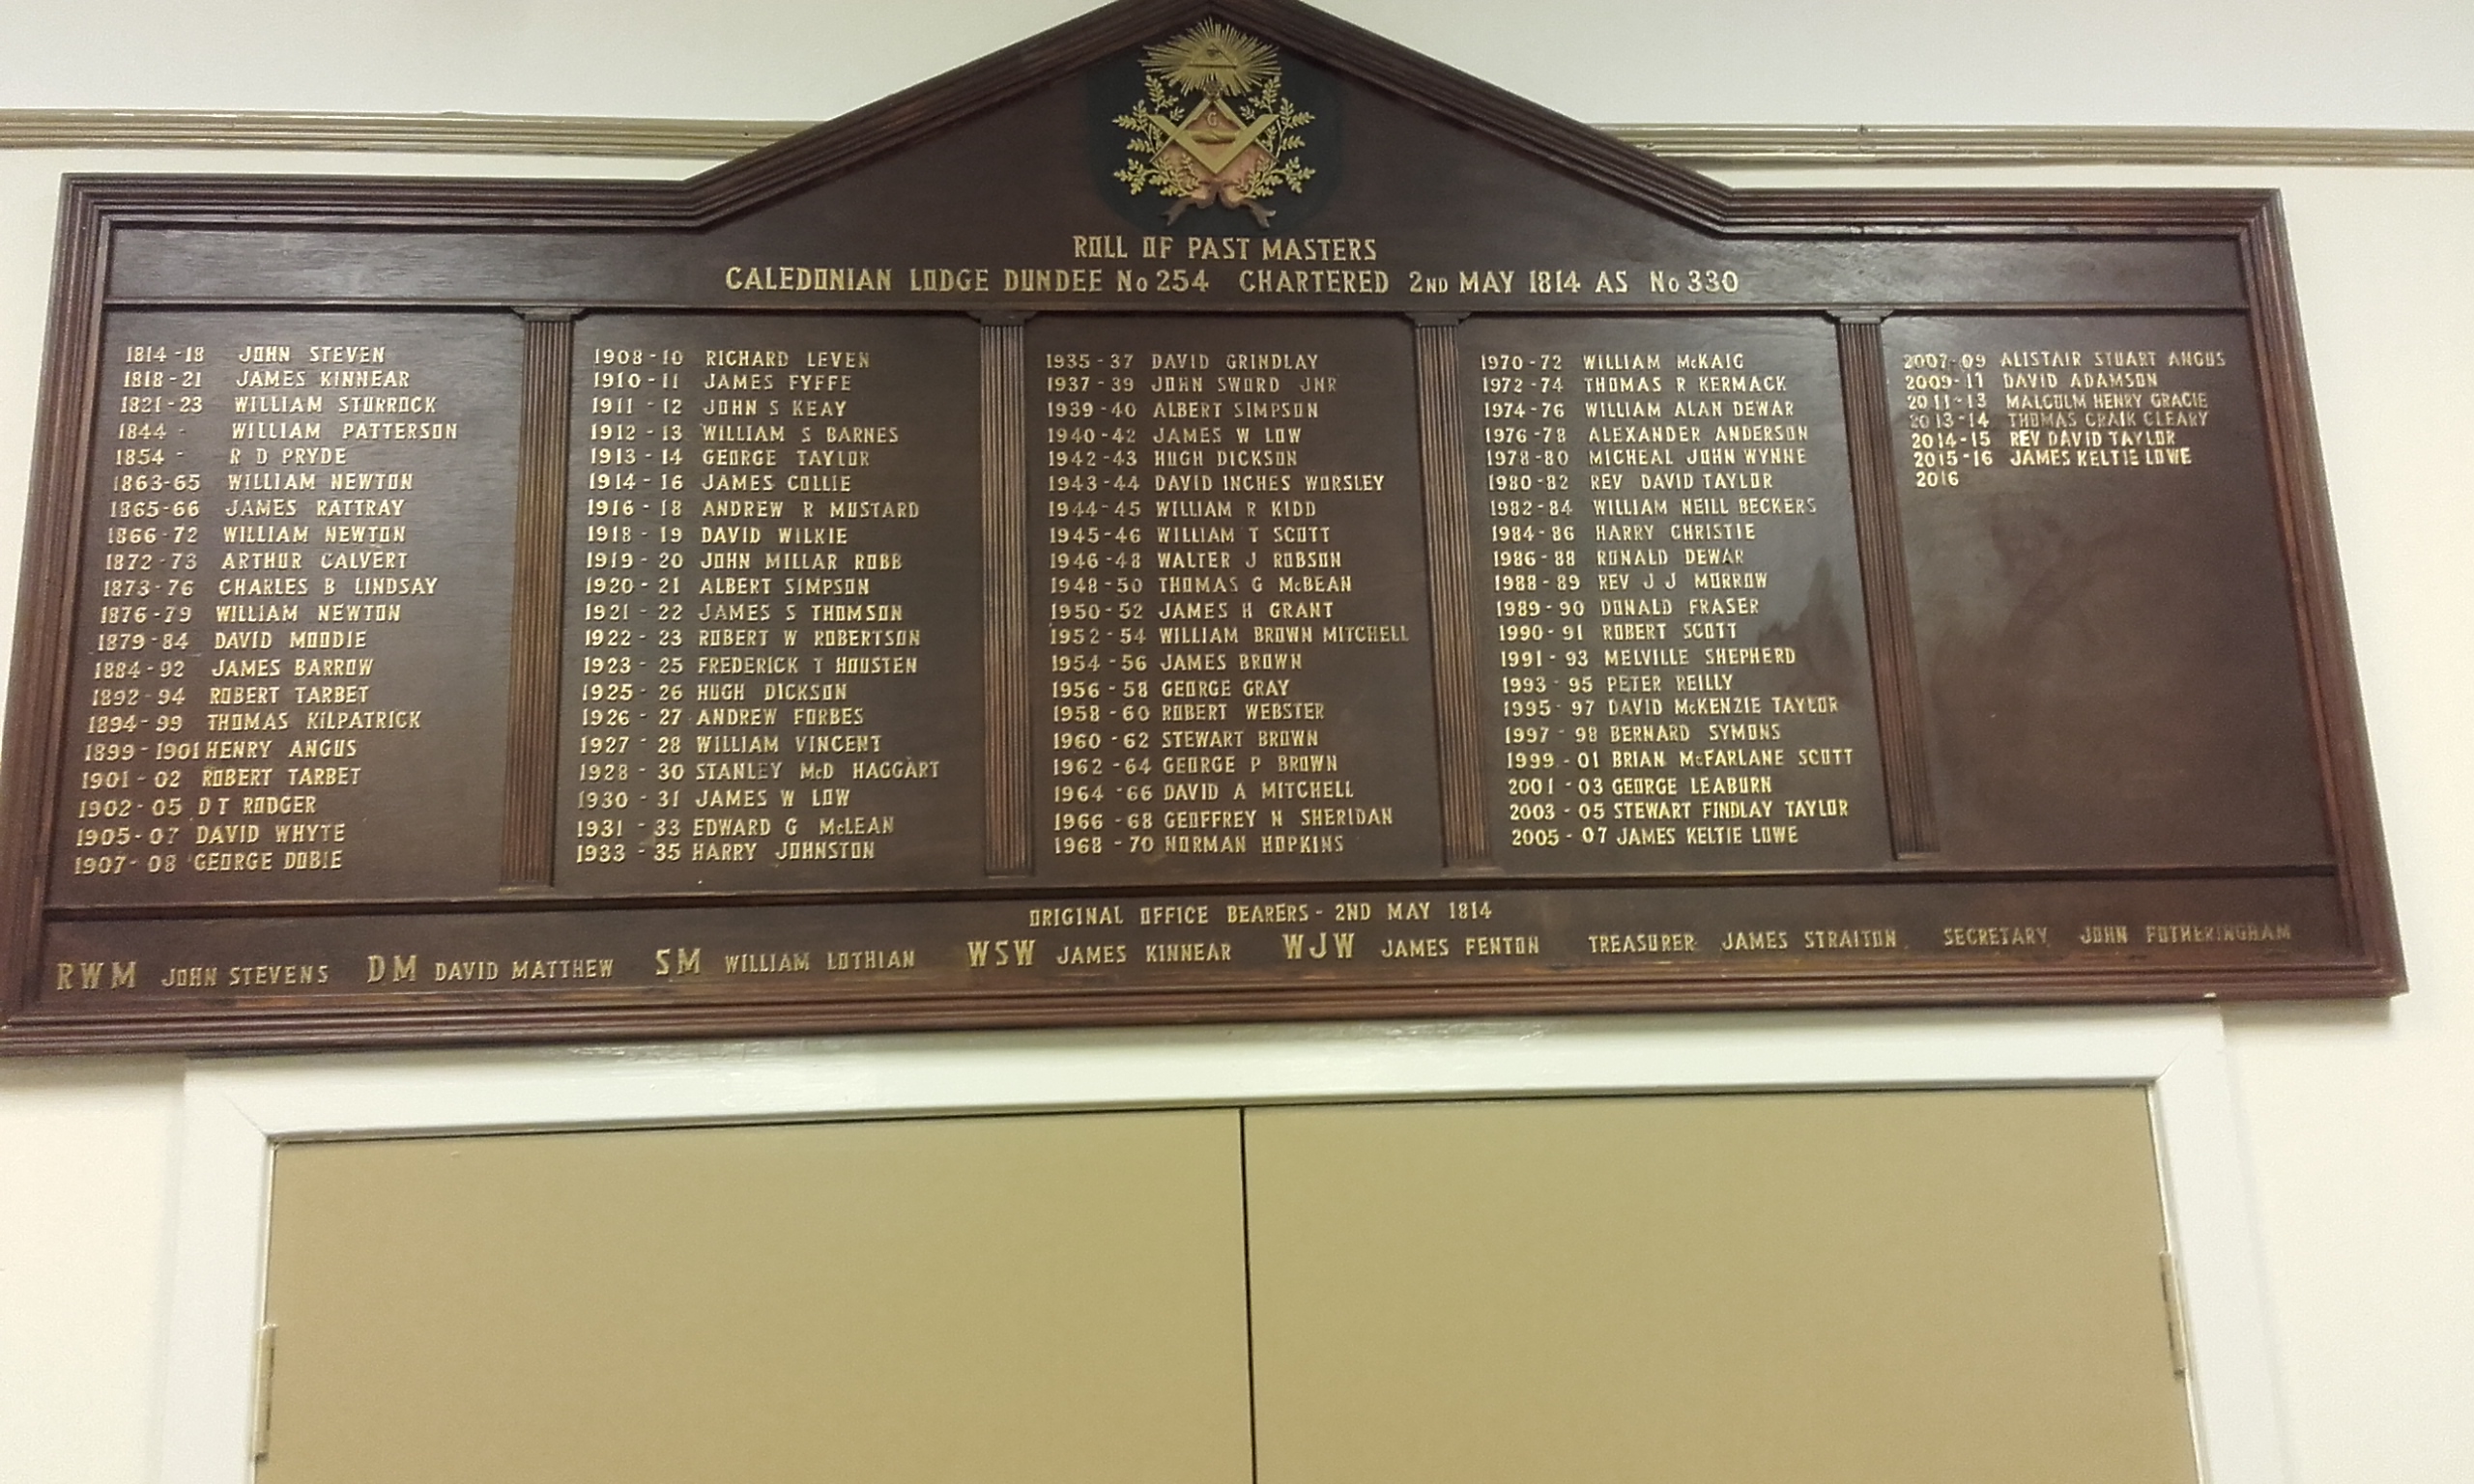 G
ROLL OF PAST MASTERS
CALEDONIAN LODGE DUNDEE No 254 CHARTERED 2ND MAY 1814 AS No 330
1814-18 JOHN STEVEN
1818-21 JAMES KINNEAR
1821-23 WILLIAM STURROCK
1844 - WILLIAM PATTERSON
1854 - R D PRYDE
1863-65 WILLIAM NEWTON
1865-66 JAMES RATTRAY
1866-72 WILLIAM NEWTON
1872-73 ARTHUR CALVERT
1873-76 CHARLES B LINDSAY
1876-79 WILLIAM NEWTON
1879-84 DAVID MOODIE
1884-92 JAMES BARROW
1892-94 ROBERT TARBET
1894-99 THOMAS KILPATRICK
1899-1901 HENRY ANGUS
1901-02 ROBERT TARBET
1902-05 D T RODGER
1905-07 DAVID WHYTE
1907-08 GEORGE DOBIE
1908-10 RICHARD LEVEN
1910-11 JAMES FYFFE
1911-12 JOHN S KEAY
1912-13 WILLIAM S BARNES
1913-14 GEORGE TAYLOR
1914-16 JAMES COLLIE
1916-18 ANDREW R MUSTARD
1918-19 DAVID WILKIE
1919-20 JOHN MILLAR ROBB
1920-21 ALBERT SIMPSON
1921-22 JAMES S THOMSON
1922-23 ROBERT W ROBERTSON
1923-25 FREDERICK T HOUSTEN
1925-26 HUGH DICKSON
1926-27 ANDREW FORBES
1927-28 WILLIAM VINCENT
1928-30 STANLEY McD HAGGART
1930-31 JAMES W LOW
1931-33 EDWARD G McLEAN
1933-35 HARRY JOHNSTON
1935-37 DAVID GRINDLAY
1937-39 JOHN SWORD JNR
1939-40 ALBERT SIMPSON
1940-42 JAMES W LOW
1942-43 HUGH DICKSON
1943-44 DAVID INCHES WORSLEY
1944-45 WILLIAM R KIDD
1945-46 WILLIAM T SCOTT
1946-48 WALTER J ROBSON
1948-50 THOMAS G McBEAN
1950-52 JAMES H GRANT
1952-54 WILLIAM BROWN MITCHELL
1954-56 JAMES BROWN
1956-58 GEORGE GRAY
1958-60 ROBERT WEBSTER
1960-62 STEWART BROWN
1962-64 GEORGE P BROWN
1964-66 DAVID A MITCHELL
1966-68 GEOFFREY N SHERIDAN
1968-70 NORMAN HOPKINS
1970-72 WILLIAM McKAIG
1972-74 THOMAS R KERMACK
1974-76 WILLIAM ALAN DEWAR
1976-78 ALEXANDER ANDERSON
1978-80 MICHEAL JOHN WYNNE
1980-82 REV DAVID TAYLOR
1982-84 WILLIAM NEILL BECKERS
1984-86 HARRY CHRISTIE
1986-88 RONALD DEWAR
1988-89 REV J J MORROW
1989-90 DONALD FRASER
1990-91 ROBERT SCOTT
1991-93 MELVILLE SHEPHERD
1993-95 PETER REILLY
1995-97 DAVID McKENZIE TAYLOR
1997-98 BERNARD SYMONS
1999-01 BRIAN McFARLANE SCOTT
2001-03 GEORGE LEABURN
2003-05 STEWART FINDLAY TAYLOR
2005-07 JAMES KELTIE LOWE
2007-09 ALISTAIR STUART ANGUS
2009-11 DAVID ADAMSON
2011-13 MALCOLM HENRY GRACIE
2013-14 THOMAS CRAIK CLEARY
2014-15 REV DAVID TAYLOR
2015-16 JAMES KELTIE LOWE
2016
ORIGINAL OFFICE BEARERS - 2ND MAY 1814
RWM JOHN STEVENS DM DAVID MATTHEW SM WILLIAM LOTHIAN WSW JAMES KINNEAR WJW JAMES FENTON TREASURER JAMES STRAITON SECRETARY JOHN FOTHERINGHAM